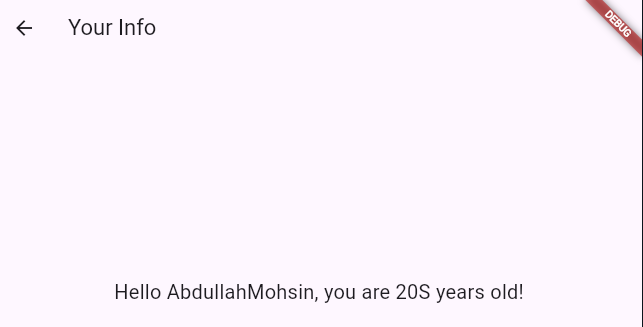 Your Info
DEBUG
Hello AbdullahMohsin, you are 20S years old!